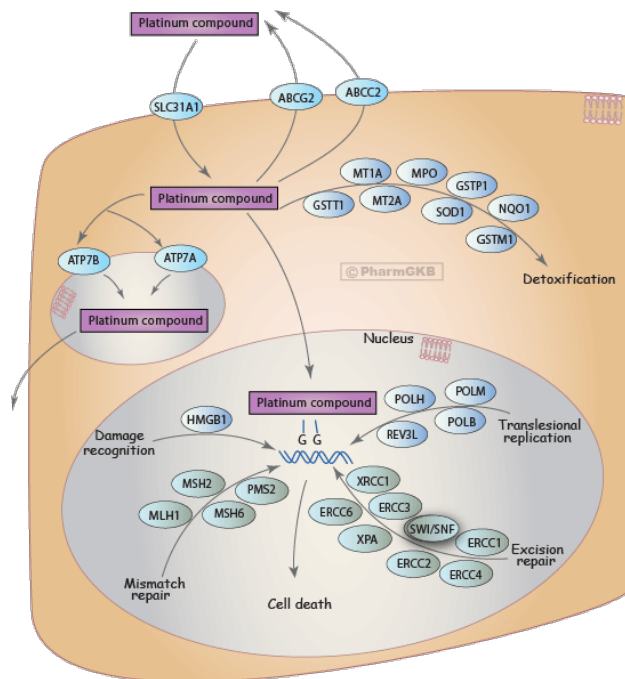 Platinum compound
SLC31A1
ABCG2
ABCC2
Platinum compound
MT1A
MPO
GSTP1
GSTT1
MT2A
SOD1
NQO1
GSTM1
Detoxification
ATP7B
ATP7A
©PharmGKB
Platinum compound
Nucleus
Platinum compound
G G
POLH
POLM
REV3L
POLB
Translesional
replication
HMGB1
Damage
recognition
MSH2
PMS2
MLH1
MSH6
Mismatch
repair
XRCC1
ERCC6
ERCC3
XPA
SWI/SNF
ERCC1
ERCC2
ERCC4
Excision
repair
Cell death